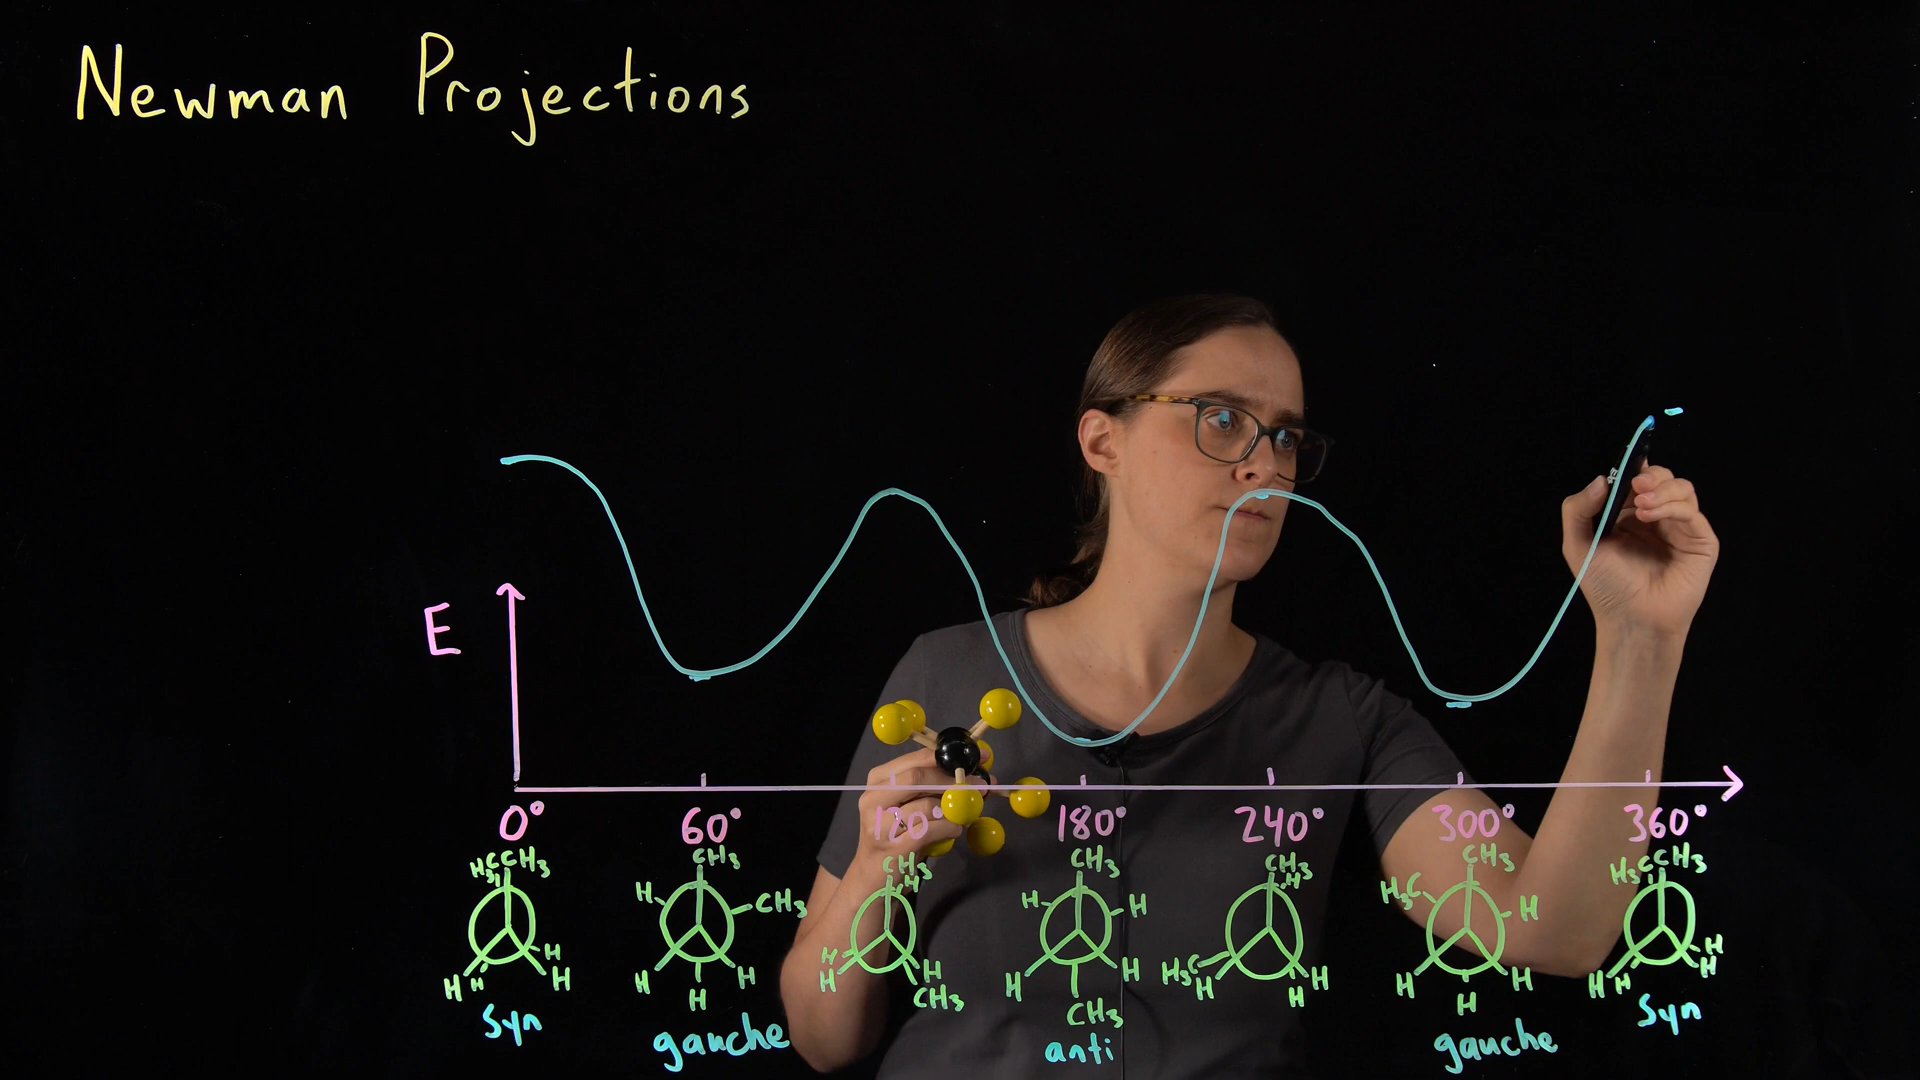 Newman Projections
E
0° 60° 120° 180° 240° 300° 360°
H₃C CH₃ H H H H
CH₃ H CH₃ H H H
CH₃ H H H H CH₃
CH₃ H H H H CH₃
CH₃ H H₃C H H H
CH₃ H₃C H H H H
H₃C CH₃ H H H H
Syn gauche anti gauche Syn